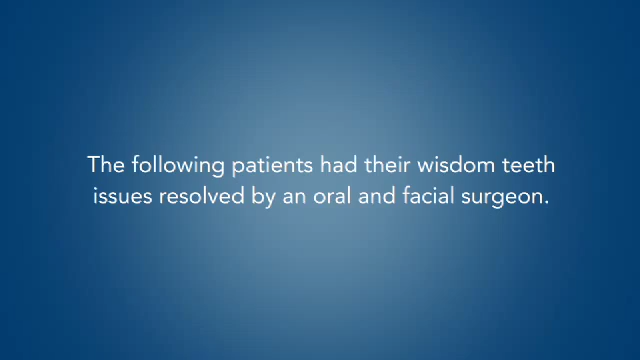 The following patients had their wisdom teeth
issues resolved by an oral and facial surgeon.